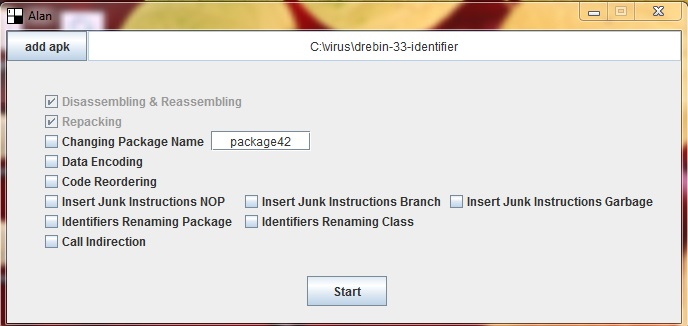 Alan
add apk C:\virus\drebin-33-identifier
Disassembling & Reassembling
Repacking
Changing Package Name package42
Data Encoding
Code Reordering
Insert Junk Instructions NOP Insert Junk Instructions Branch Insert Junk Instructions Garbage
Identifiers Renaming Package Identifiers Renaming Class
Call Indirection
Start